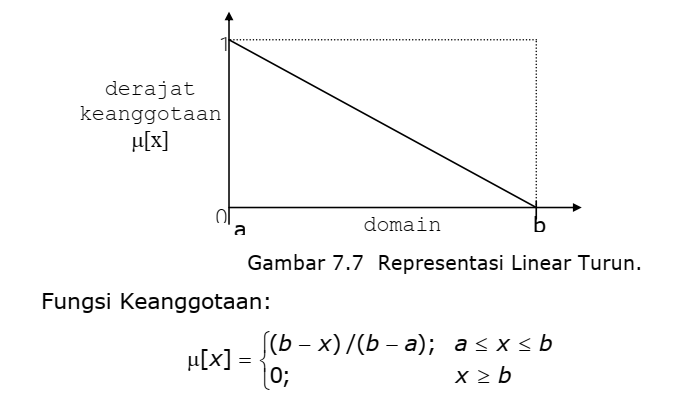 1
derajat
keanggotaan
μ[x]
0
a
domain
b
Gambar 7.7 Representasi Linear Turun.
Fungsi Keanggotaan:
μ[x] = {(b − x)/(b − a); a ≤ x ≤ b
0; x ≥ b